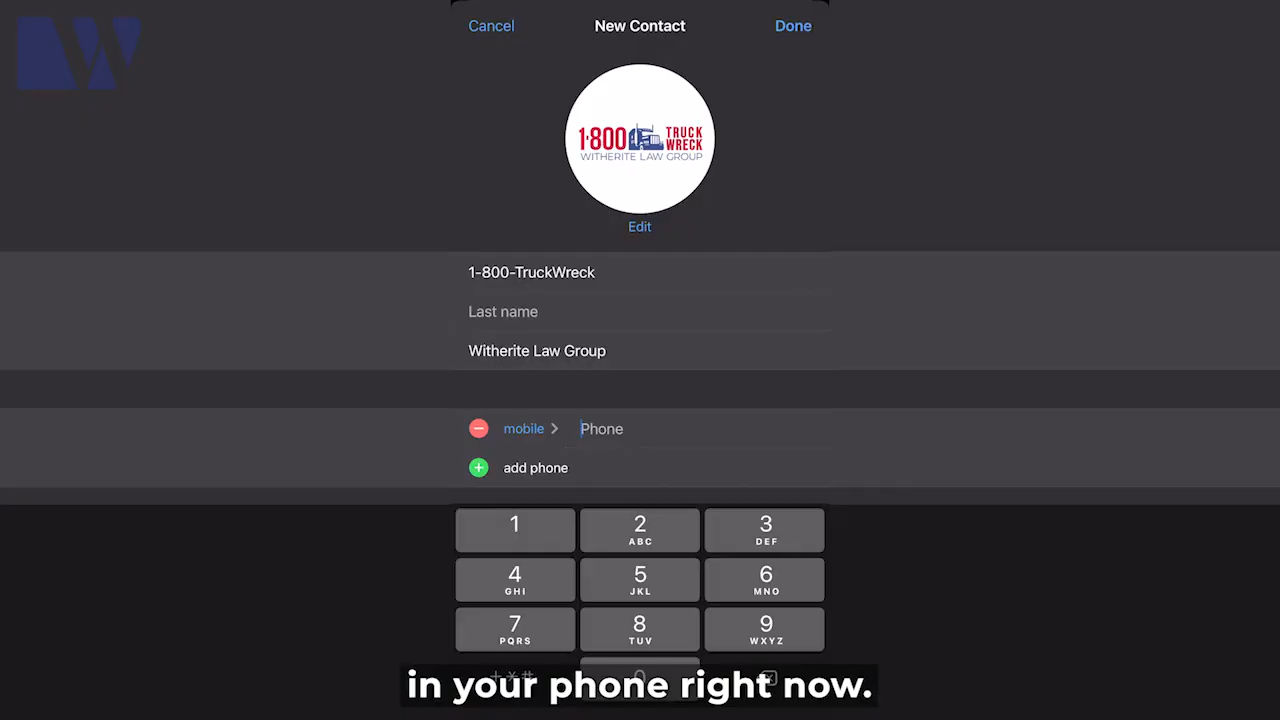 Cancel
New Contact
Done
1-800 TRUCK WRECK
WITHERITE LAW GROUP
Edit
1-800-TruckWreck
Last name
Witherite Law Group
mobile
Phone
add phone
1
2
ABC
3
DEF
4
GHI
5
JKL
6
MNO
7
PQRS
8
TUV
9
WXYZ
+*#
0
in your phone right now.